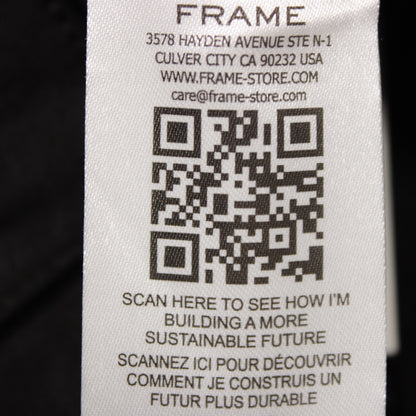 FRAME
3578 HAYDEN AVENUE STE N-1
CULVER CITY CA 90232 USA
WWW.FRAME-STORE.COM
care@frame-store.com
SCAN HERE TO SEE HOW I'M
BUILDING A MORE
SUSTAINABLE FUTURE
SCANNEZ ICI POUR DÉCOUVRIR
COMMENT JE CONSTRUIS UN
FUTUR PLUS DURABLE